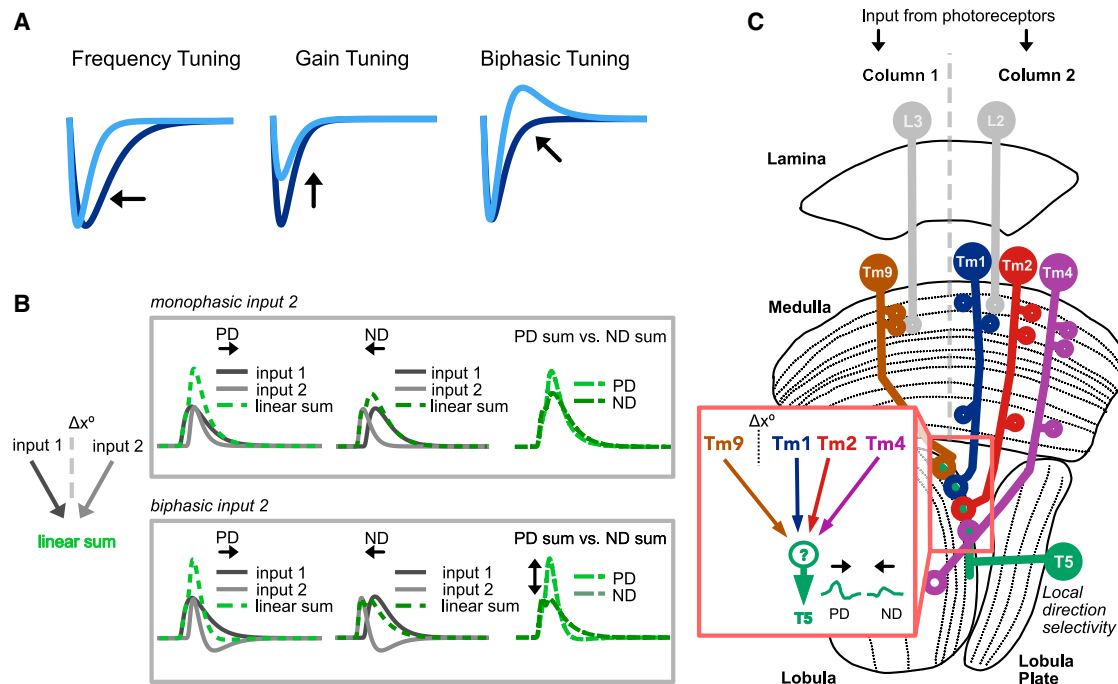 A
Frequency Tuning
Gain Tuning
Biphasic Tuning
B
monophasic input 2
PD
input 1
input 2
linear sum
ND
input 1
input 2
linear sum
PD sum vs. ND sum
PD
ND
Δxº
input 1
input 2
linear sum
biphasic input 2
PD
input 1
input 2
linear sum
ND
input 1
input 2
linear sum
PD sum vs. ND sum
PD
ND
C
Input from photoreceptors
Column 1
Column 2
L3
L2
Lamina
Tm9
Tm1
Tm2
Tm4
Medulla
Δxº
Tm9
Tm1
Tm2
Tm4
?
T5
PD
ND
T5
Local
direction
selectivity
Lobula
Lobula
Plate